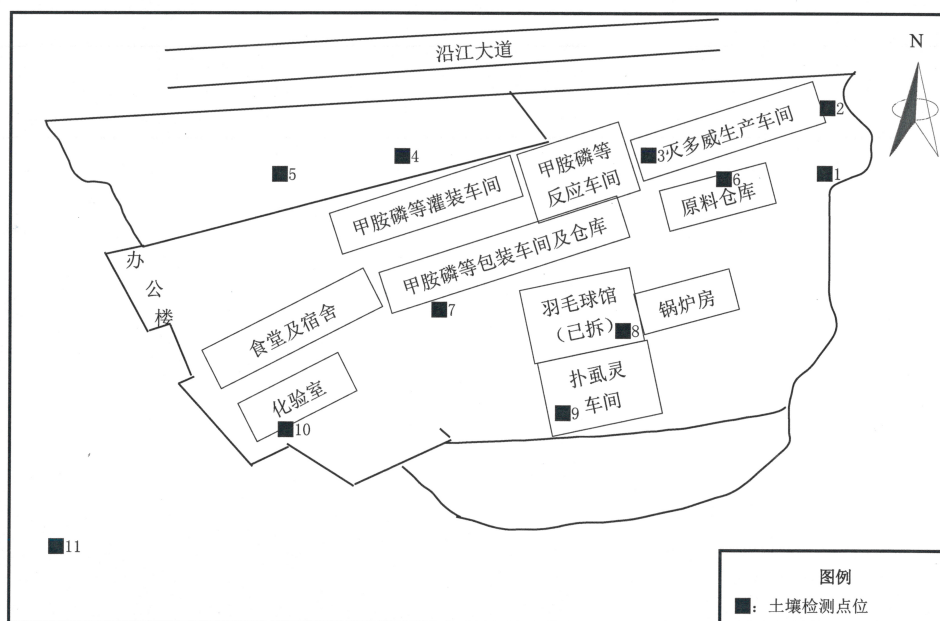 沿江大道
N
2
灭多威生产车间
3
4
甲胺磷等
反应车间
5
1
6
甲胺磷等灌装车间
原料仓库
办
公
楼
甲胺磷等包装车间及仓库
7
羽毛球馆
（已拆）
8
锅炉房
食堂及宿舍
扑虱灵
车间
9
化验室
10
11
图例
：土壤检测点位